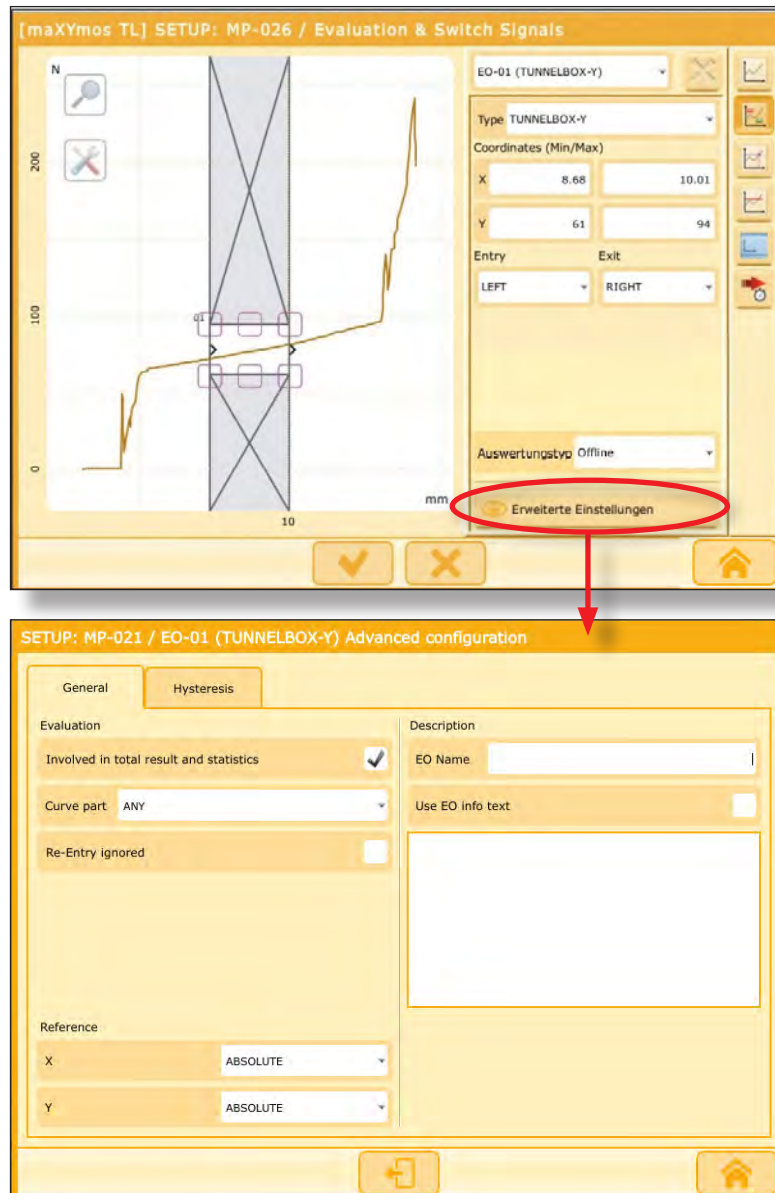 [maXYmos TL] SETUP: MP-026 / Evaluation & Switch Signals
N
200
100
0
01
10
mm
EO-01 (TUNNELBOX-Y)
Type TUNNELBOX-Y
Coordinates (Min/Max)
X 8.68 10.01
Y 61 94
Entry Exit
LEFT RIGHT
Auswertungstyp Offline
Erweiterte Einstellungen
SETUP: MP-021 / EO-01 (TUNNELBOX-Y) Advanced configuration
General Hysteresis
Evaluation
Involved in total result and statistics
Curve part ANY
Re-Entry ignored
Reference
X ABSOLUTE
Y ABSOLUTE
Description
EO Name
Use EO info text